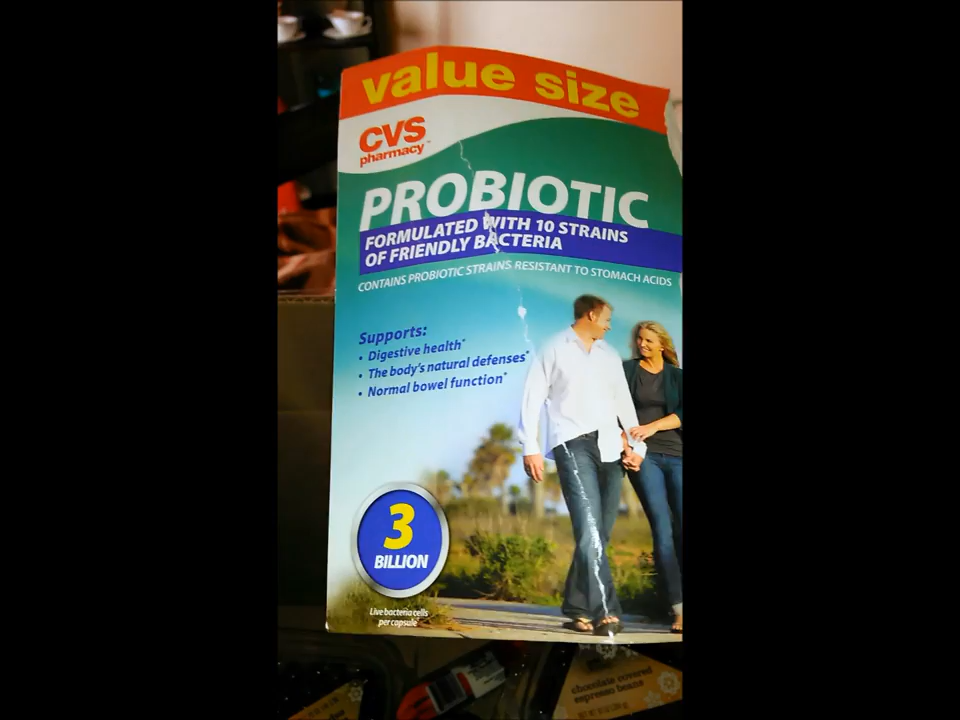 value size
CVS
pharmacy
PROBIOTIC
FORMULATED WITH 10 STRAINS
OF FRIENDLY BACTERIA
CONTAINS PROBIOTIC STRAINS RESISTANT TO STOMACH ACIDS
Supports:
• Digestive health*
• The body's natural defenses*
• Normal bowel function*
3
BILLION
Live bacteria cells
per capsule
chocolate covered
espresso beans